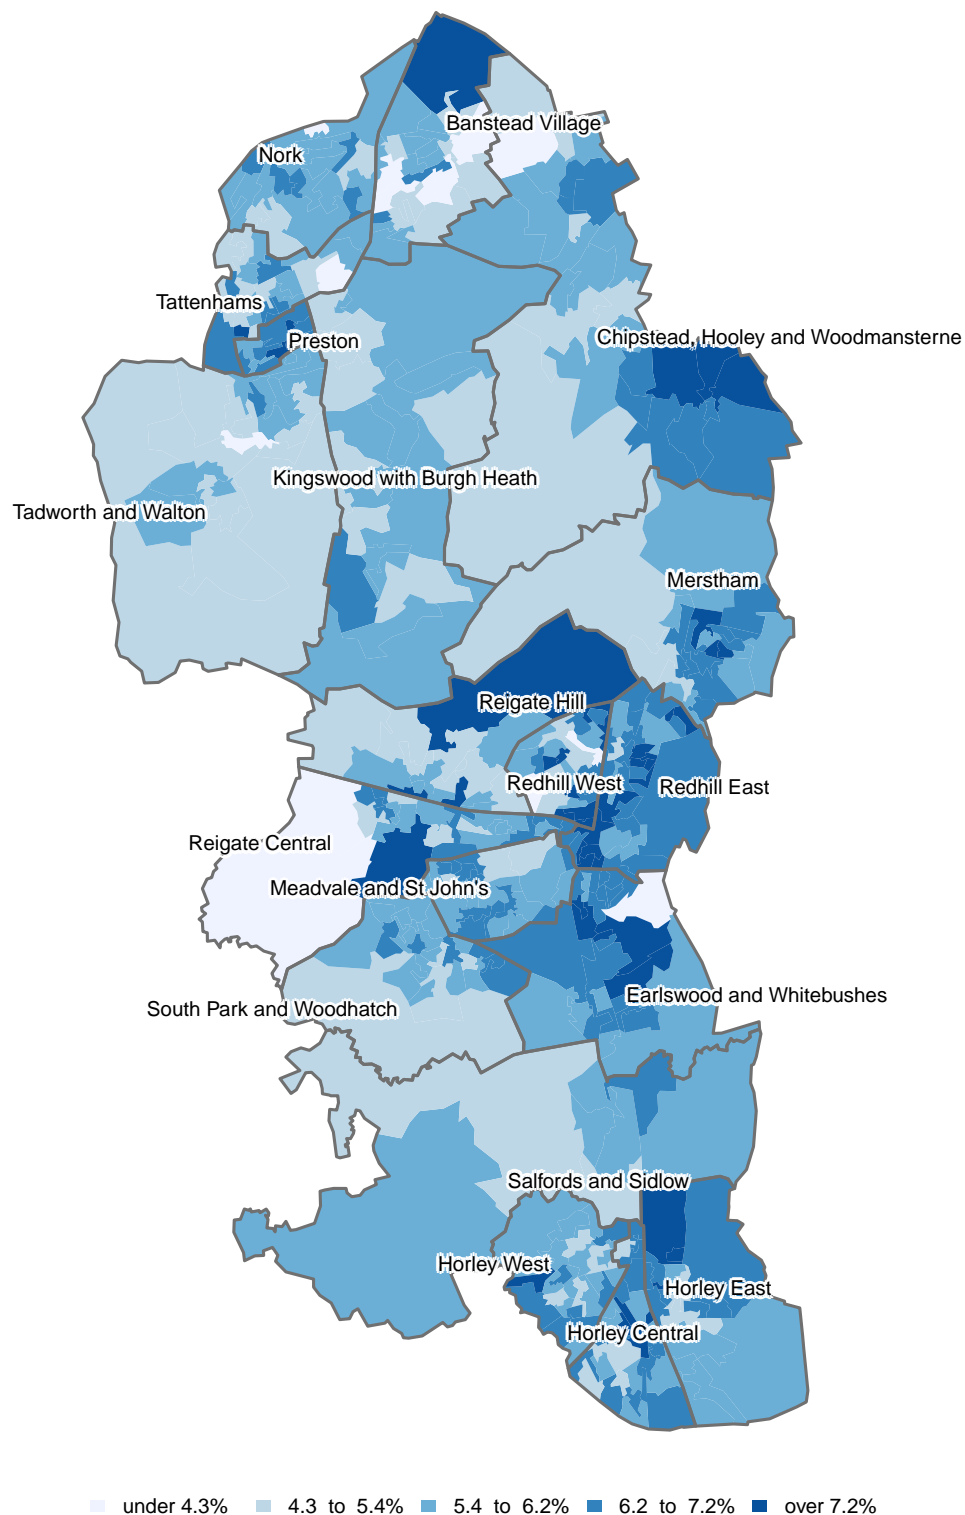 Banstead Village
Nork
Tattenhams
Preston
Chipstead, Hooley and Woodmansterne
Kingswood with Burgh Heath
Tadworth and Walton
Merstham
Reigate Hill
Redhill West
Redhill East
Reigate Central
Meadvale and St John's
Earlswood and Whitebushes
South Park and Woodhatch
Salfords and Sidlow
Horley West
Horley East
Horley Central
under 4.3% 4.3 to 5.4% 5.4 to 6.2% 6.2 to 7.2% over 7.2%